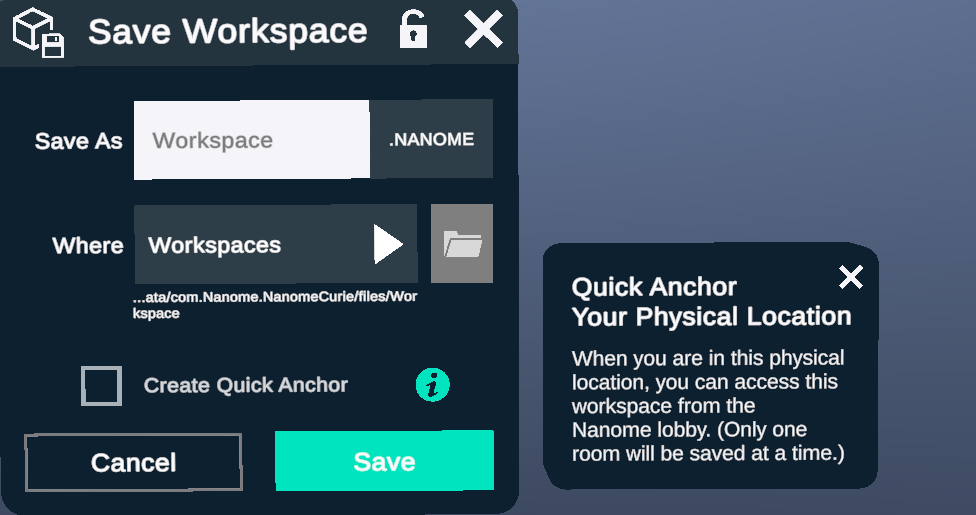 Save Workspace
Save As
Workspace
.NANOME
Where
Workspaces
...ata/com.Nanome.NanomeCurie/files/Wor
kspace
Create Quick Anchor
i
Cancel
Save
Quick Anchor
Your Physical Location
When you are in this physical
location, you can access this
workspace from the
Nanome lobby. (Only one
room will be saved at a time.)